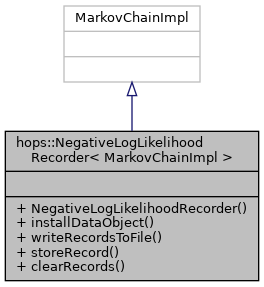 MarkovChainImpl
hops::NegativeLogLikelihood
Recorder< MarkovChainImpl >
+ NegativeLogLikelihoodRecorder()
+ installDataObject()
+ writeRecordsToFile()
+ storeRecord()
+ clearRecords()